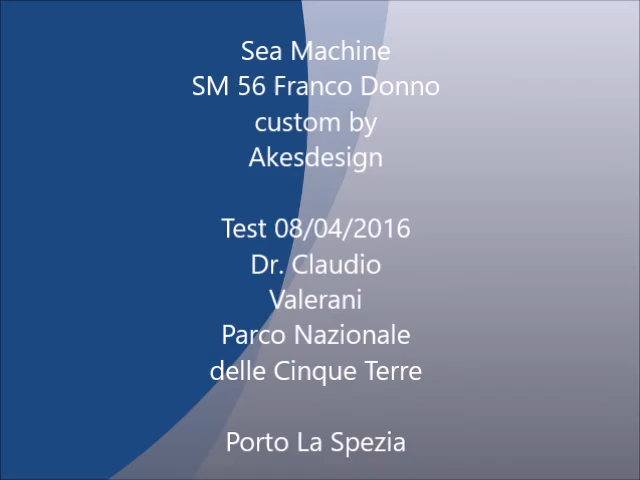 Sea Machine
SM 56 Franco Donno
custom by
Akesdesign
Test 08/04/2016
Dr. Claudio
Valerani
Parco Nazionale
delle Cinque Terre
Porto La Spezia